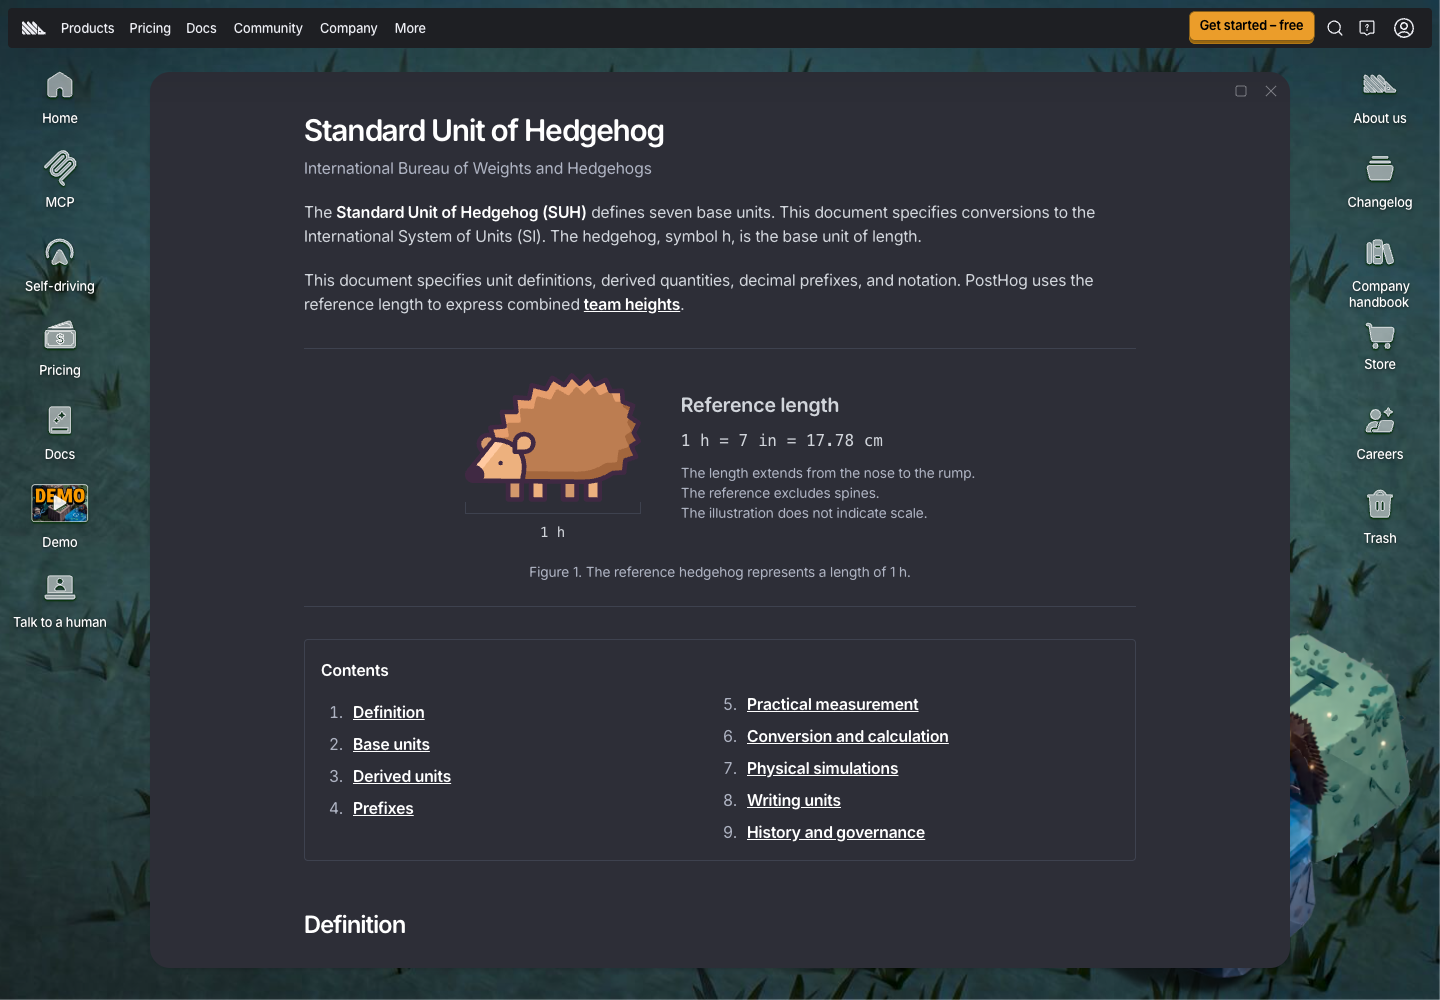 Products Pricing Docs Community Company More
Get started – free
Home
MCP
Self-driving
Pricing
Docs
DEMO
Demo
Talk to a human
Standard Unit of Hedgehog
International Bureau of Weights and Hedgehogs
The Standard Unit of Hedgehog (SUH) defines seven base units. This document specifies conversions to the
International System of Units (SI). The hedgehog, symbol h, is the base unit of length.
This document specifies unit definitions, derived quantities, decimal prefixes, and notation. PostHog uses the
reference length to express combined team heights.
1 h
Reference length
1 h = 7 in = 17.78 cm
The length extends from the nose to the rump.
The reference excludes spines.
The illustration does not indicate scale.
Figure 1. The reference hedgehog represents a length of 1 h.
Contents
1. Definition
2. Base units
3. Derived units
4. Prefixes
5. Practical measurement
6. Conversion and calculation
7. Physical simulations
8. Writing units
9. History and governance
Definition
About us
Changelog
Company
handbook
Store
Careers
Trash